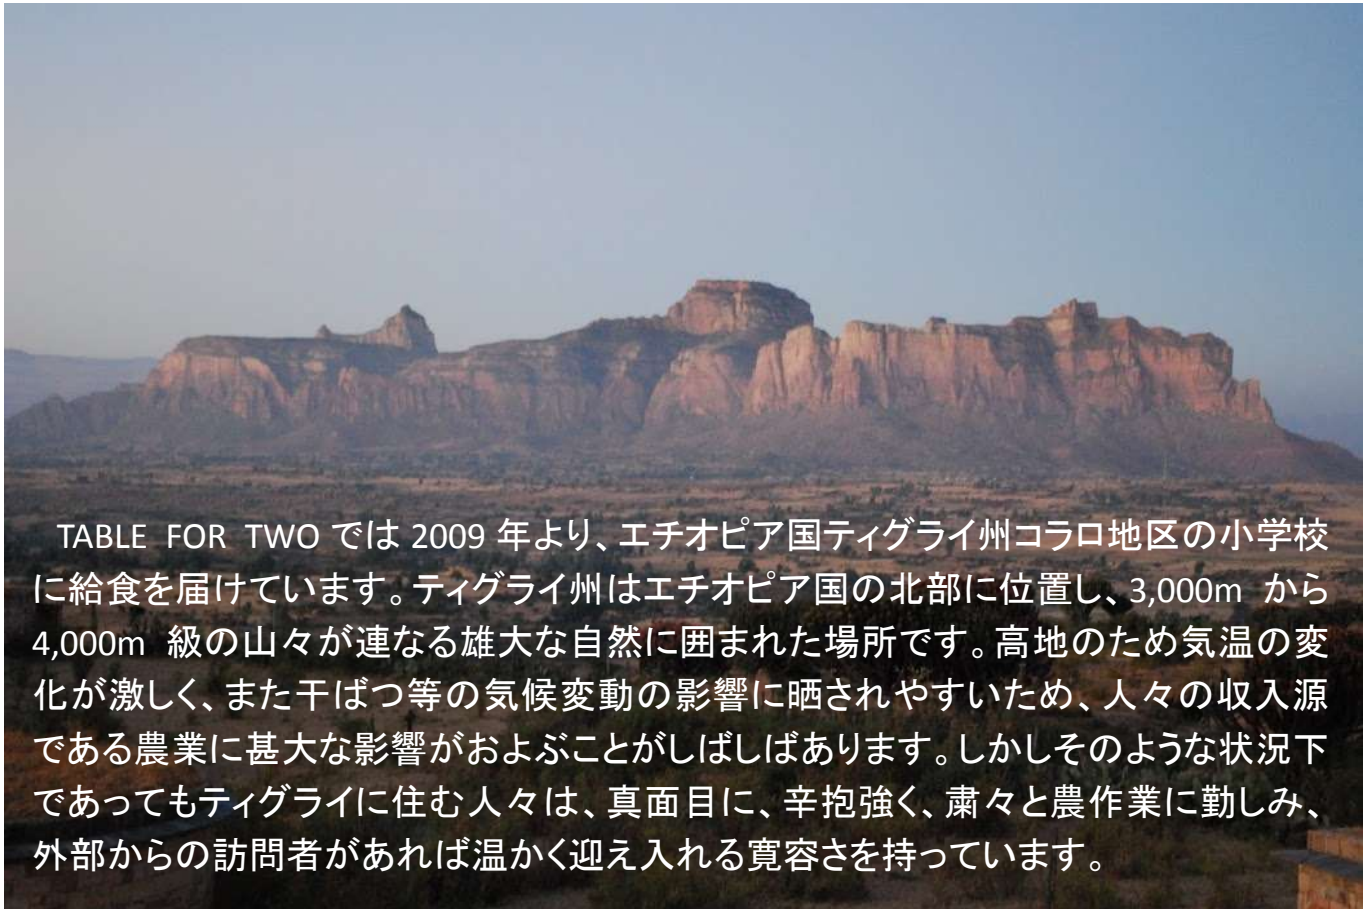 TABLE FOR TWO では 2009 年より、エチオピア国ティグライ州コラロ地区の小学校
に給食を届けています。ティグライ州はエチオピア国の北部に位置し、3,000m から
4,000m 級の山々が連なる雄大な自然に囲まれた場所です。高地のため気温の変
化が激しく、また干ばつ等の気候変動の影響に晒されやすいため、人々の収入源
である農業に甚大な影響がおよぶことがしばしばあります。しかしそのような状況下
であってもティグライに住む人々は、真面目に、辛抱強く、粛々と農作業に勤しみ、
外部からの訪問者があれば温かく迎え入れる寛容さを持っています。